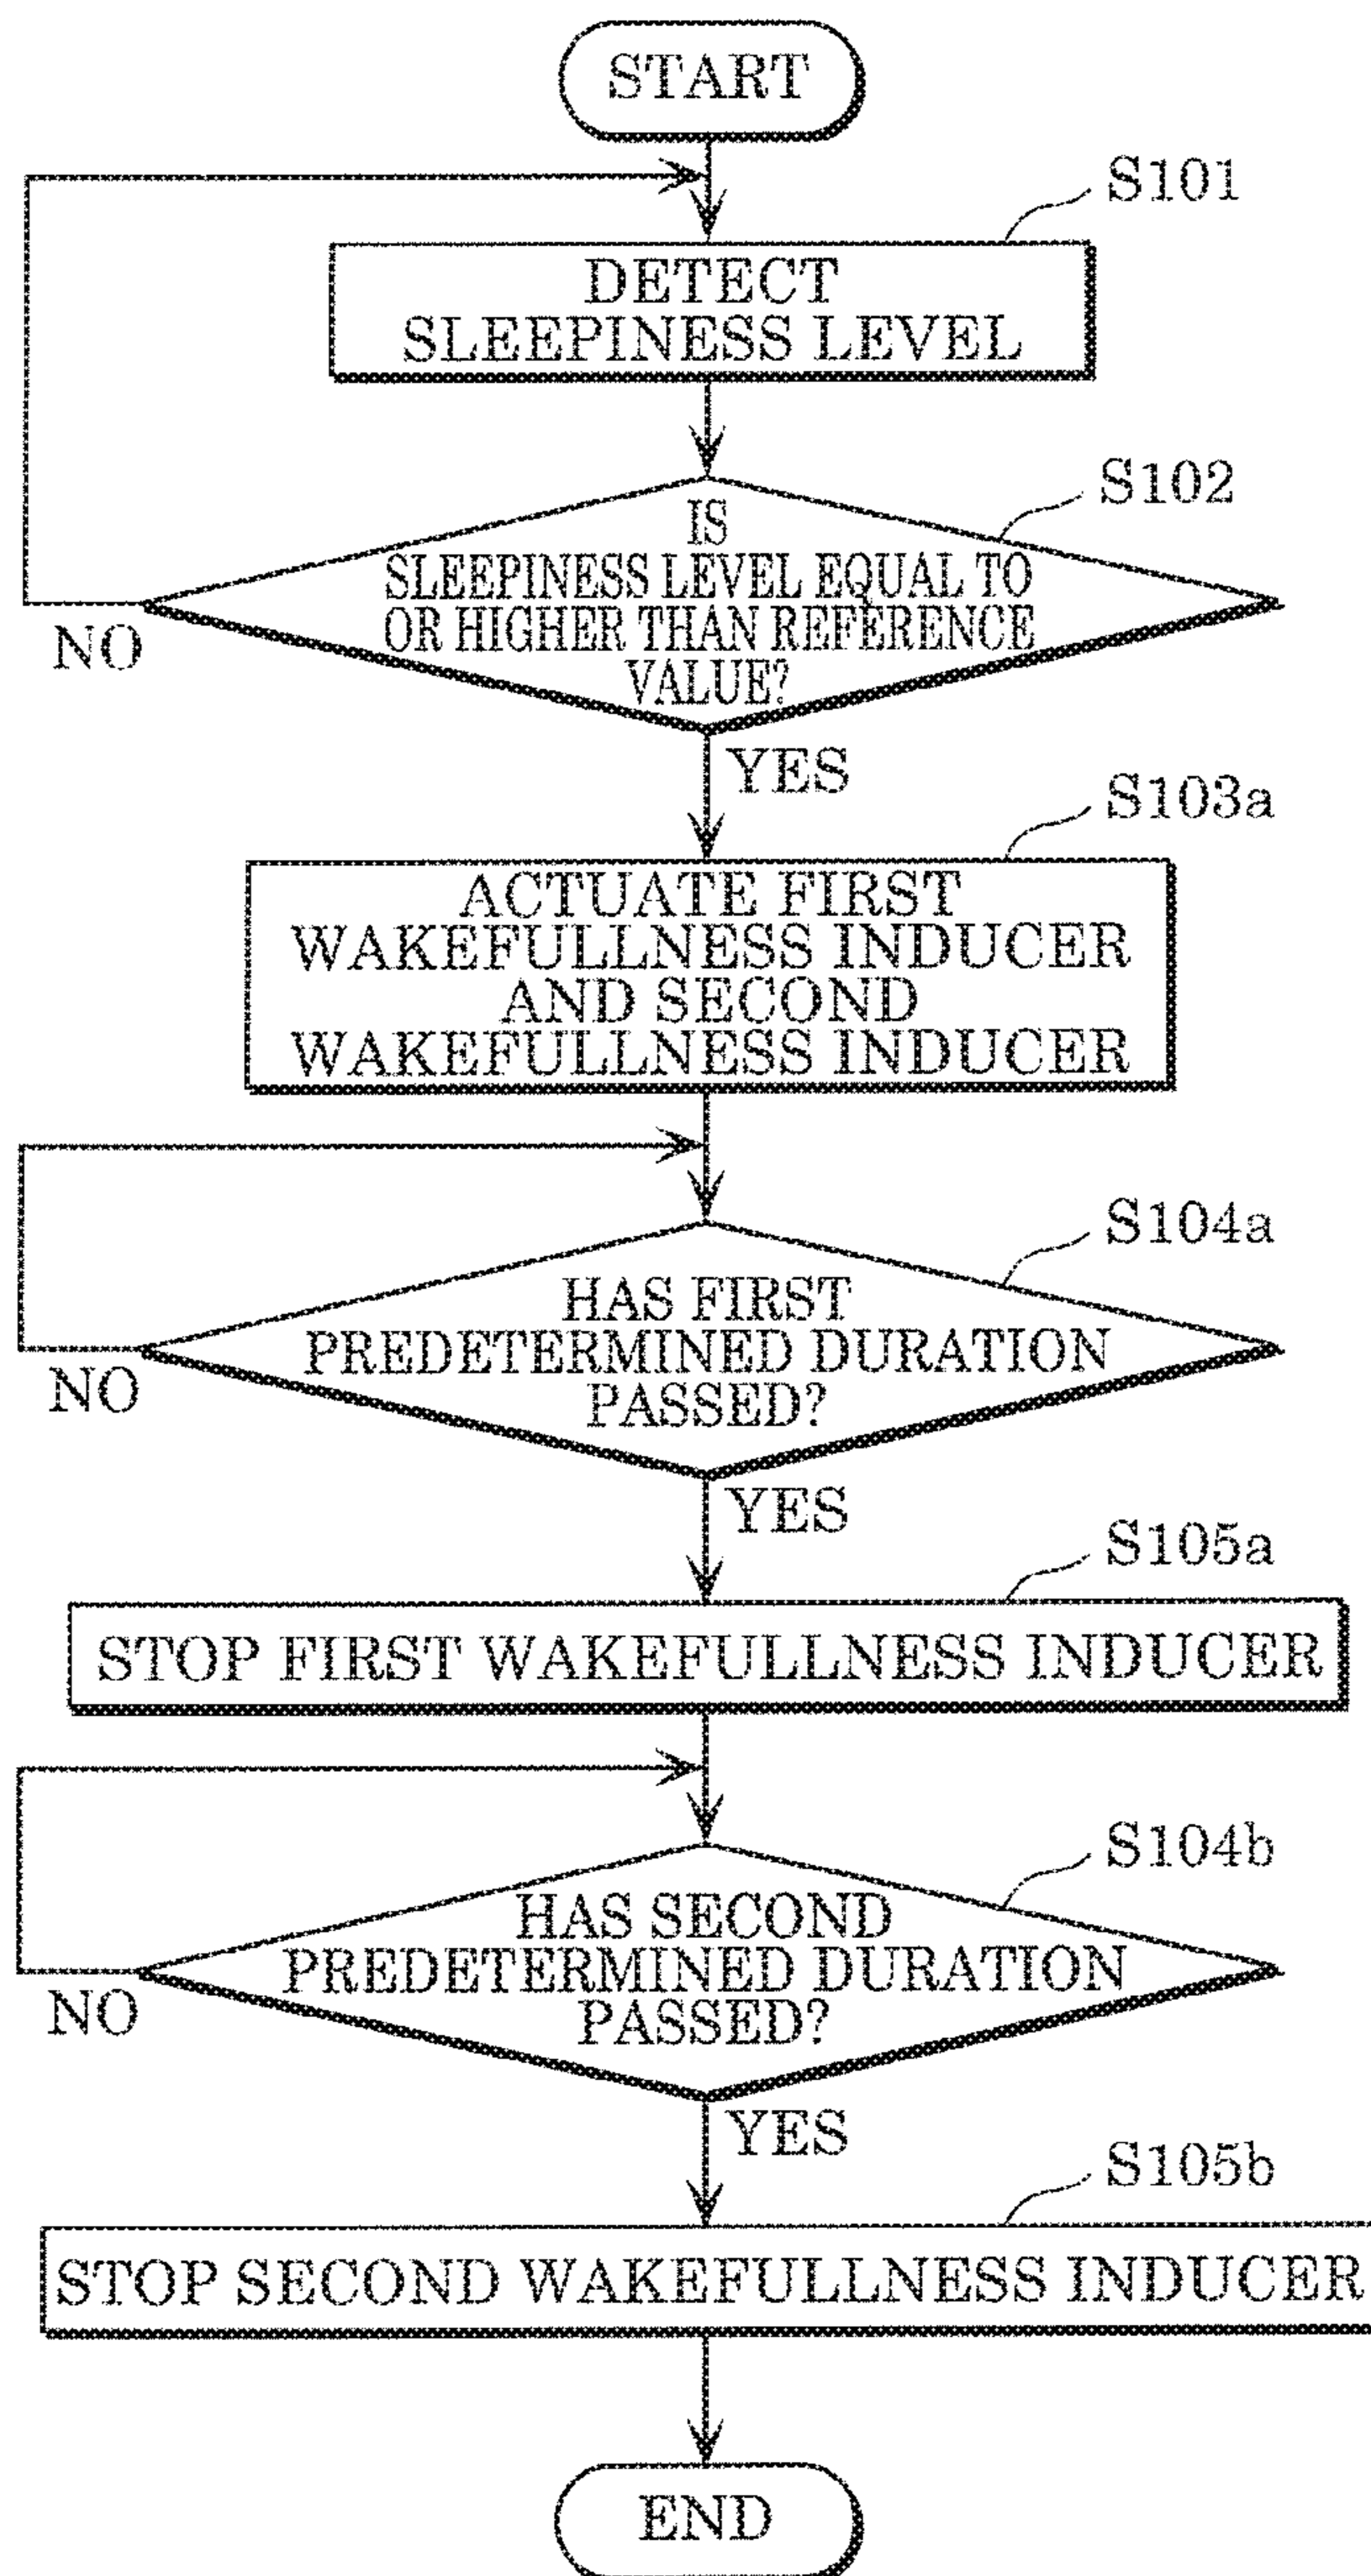 START
S101
DETECT
SLEEPINESS LEVEL
S102
IS
SLEEPINESS LEVEL EQUAL TO
OR HIGHER THAN REFERENCE
VALUE?
NO
YES
S103a
ACTUATE FIRST
WAKEFULLNESS INDUCER
AND SECOND
WAKEFULLNESS INDUCER
S104a
HAS FIRST
PREDETERMINED DURATION
PASSED?
NO
YES
S105a
STOP FIRST WAKEFULLNESS INDUCER
S104b
HAS SECOND
PREDETERMINED DURATION
PASSED?
NO
YES
S105b
STOP SECOND WAKEFULLNESS INDUCER
END